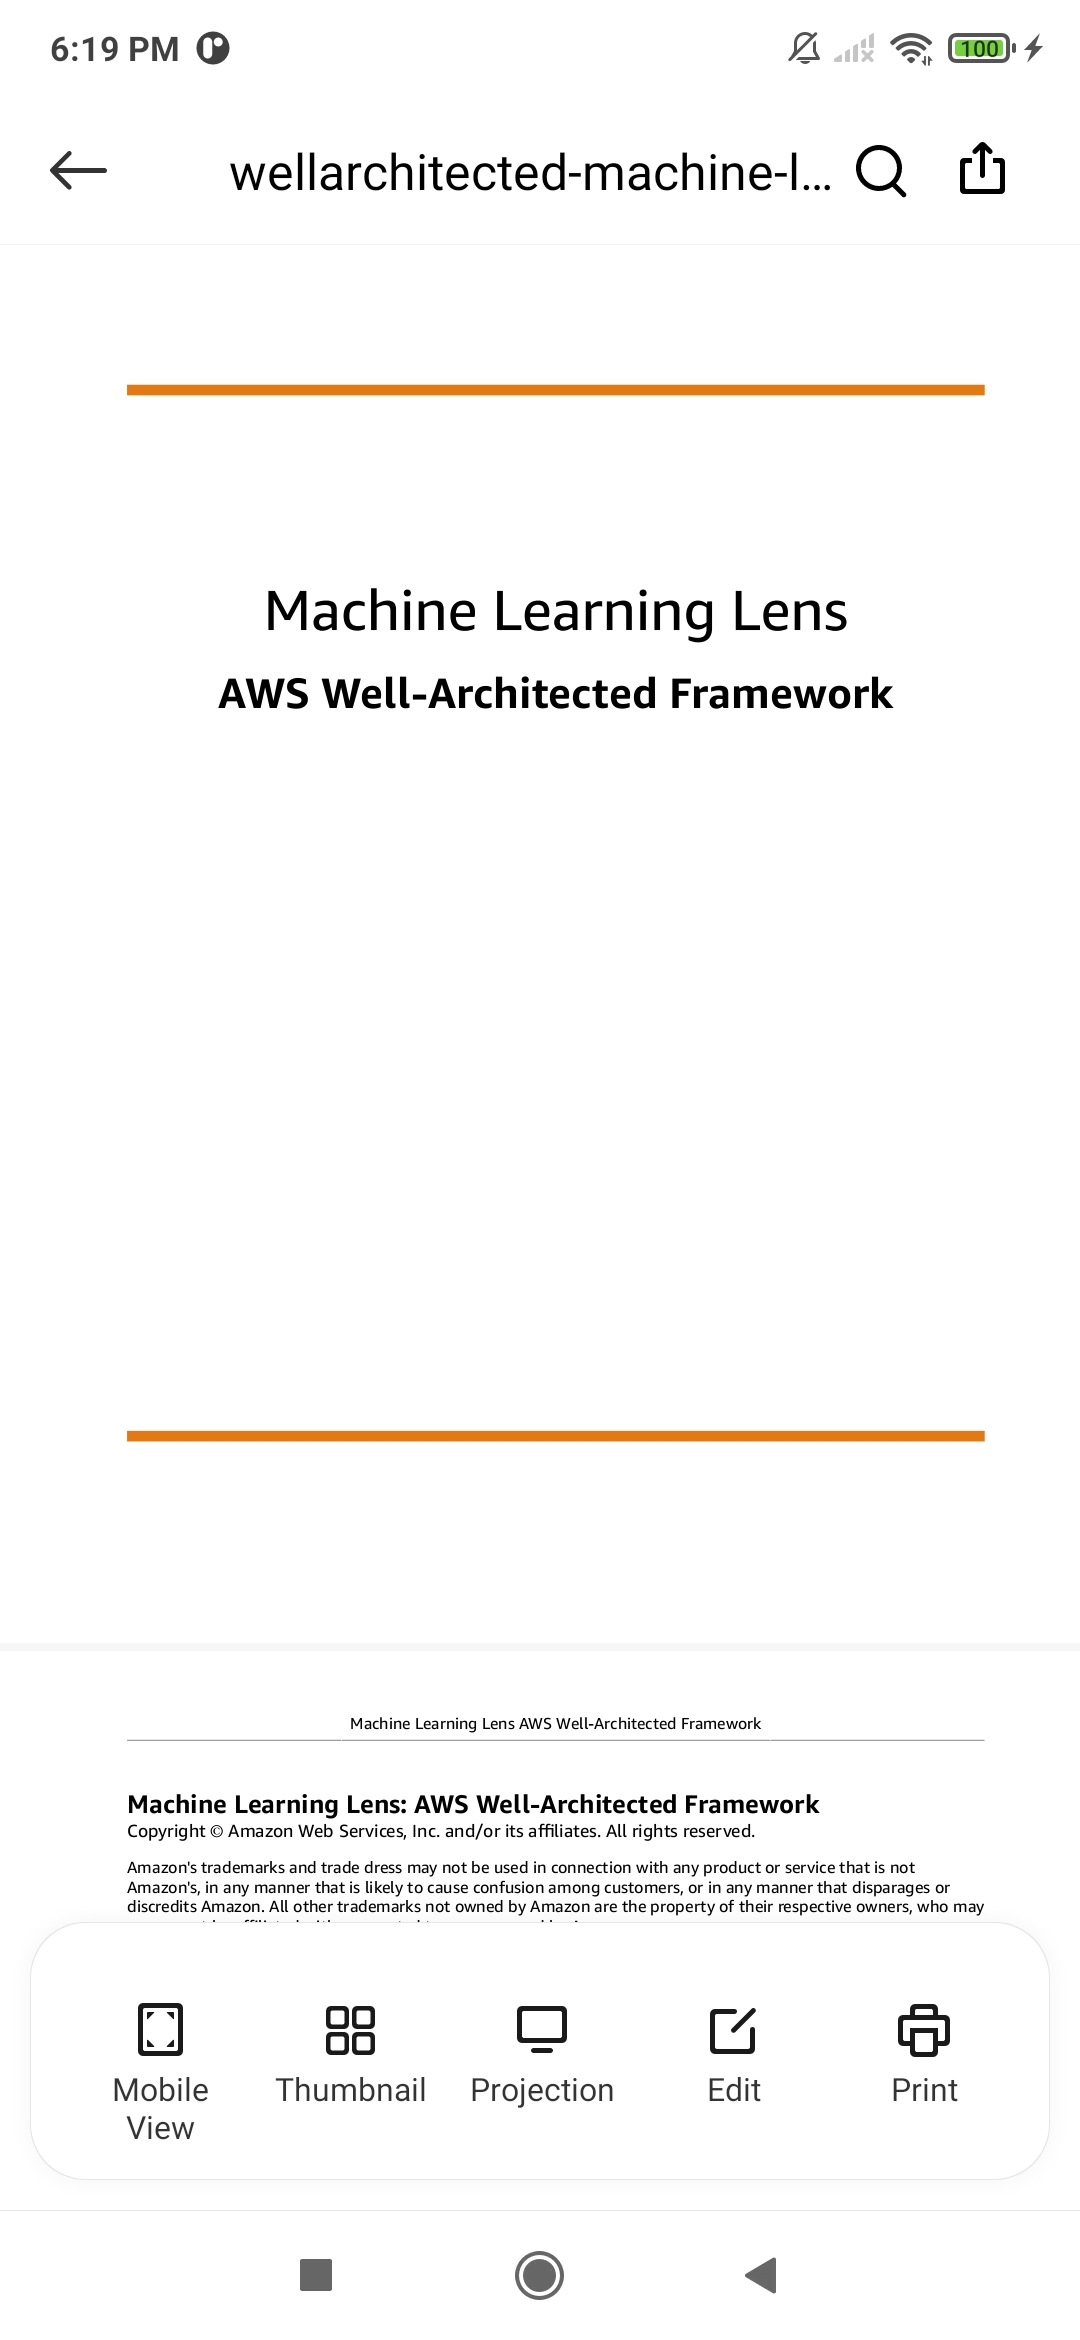 6:19 PM
100
wellarchitected-machine-l...
Machine Learning Lens
AWS Well-Architected Framework
Machine Learning Lens AWS Well-Architected Framework
Machine Learning Lens: AWS Well-Architected Framework
Copyright © Amazon Web Services, Inc. and/or its affiliates. All rights reserved.
Amazon's trademarks and trade dress may not be used in connection with any product or service that is not
Amazon's, in any manner that is likely to cause confusion among customers, or in any manner that disparages or
discredits Amazon. All other trademarks not owned by Amazon are the property of their respective owners, who may
Mobile View
Thumbnail
Projection
Edit
Print